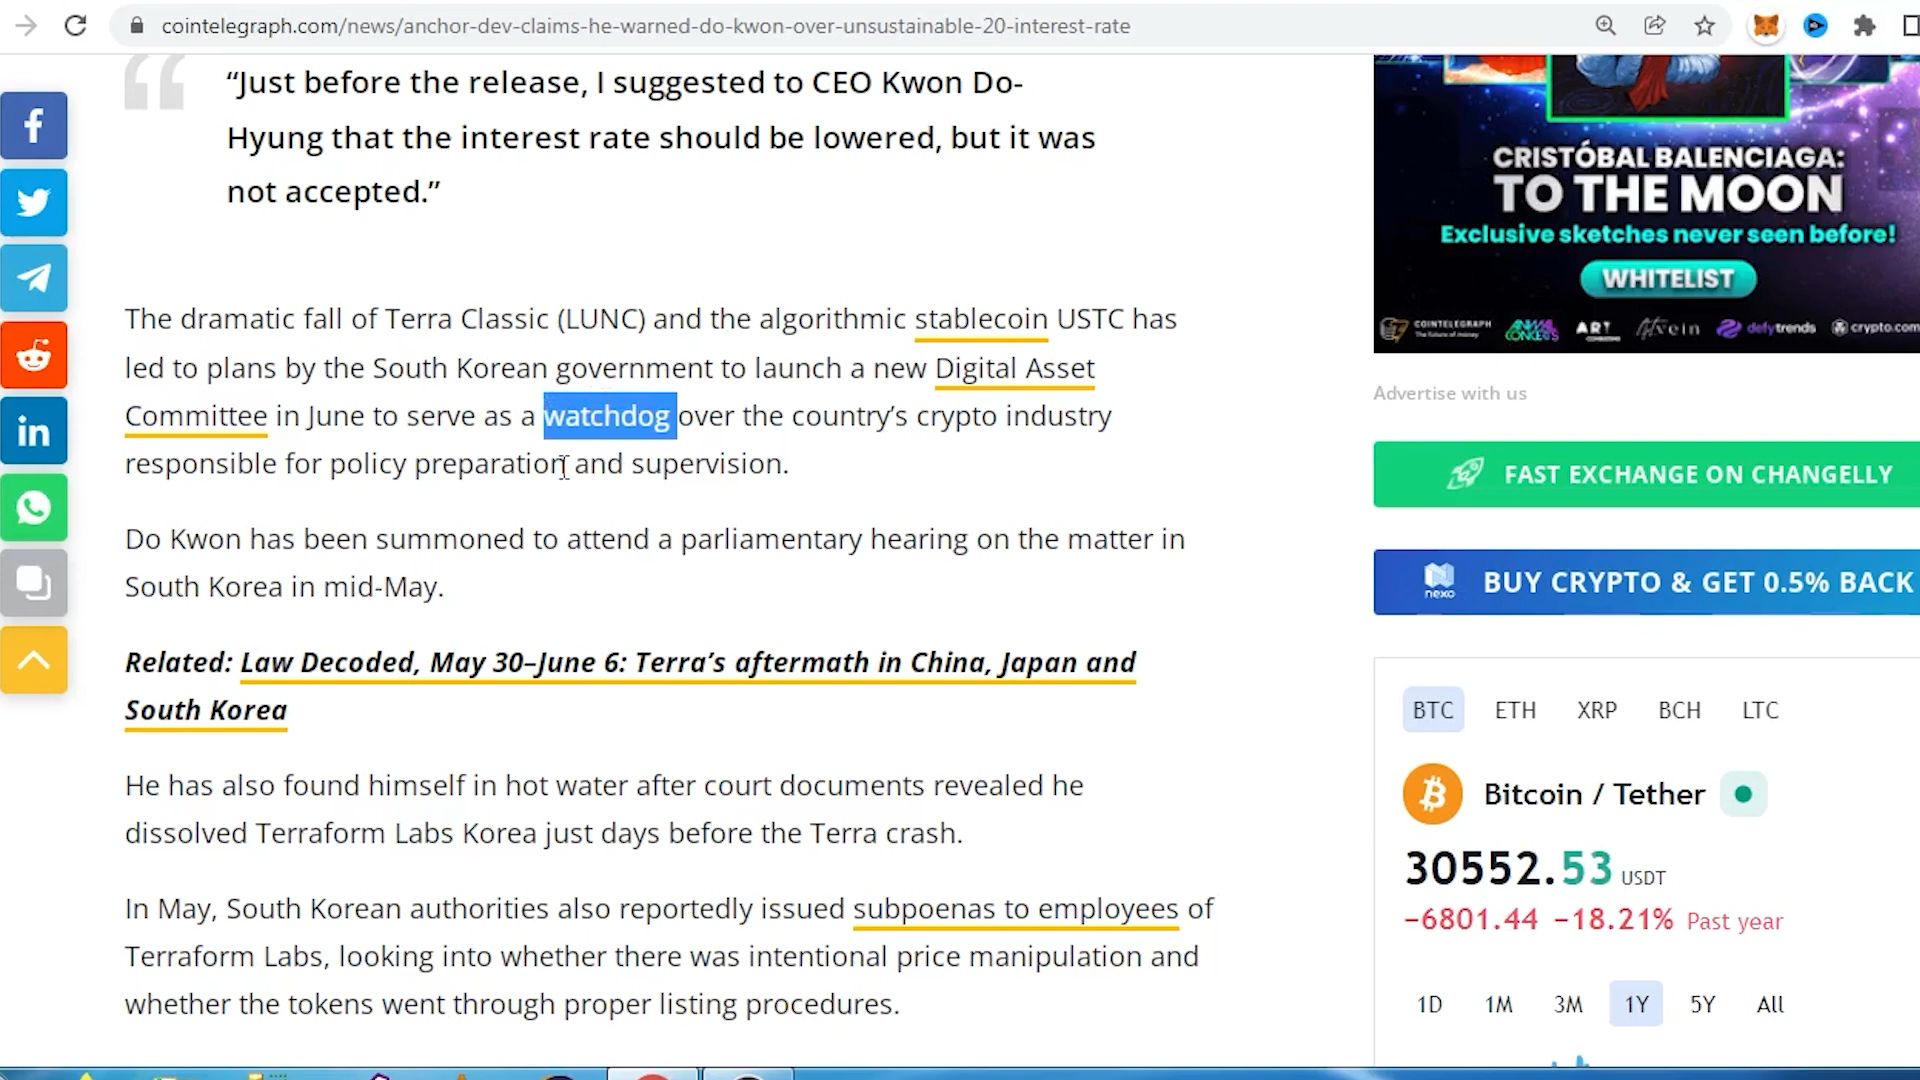 cointelegraph.com/news/anchor-dev-claims-he-warned-do-kwon-over-unsustainable-20-interest-rate
“Just before the release, I suggested to CEO Kwon Do-
Hyung that the interest rate should be lowered, but it was
not accepted.”
The dramatic fall of Terra Classic (LUNC) and the algorithmic stablecoin USTC has
led to plans by the South Korean government to launch a new Digital Asset
Committee in June to serve as a watchdog over the country’s crypto industry
responsible for policy preparation and supervision.
Do Kwon has been summoned to attend a parliamentary hearing on the matter in
South Korea in mid-May.
Related: Law Decoded, May 30–June 6: Terra’s aftermath in China, Japan and
South Korea
He has also found himself in hot water after court documents revealed he
dissolved Terraform Labs Korea just days before the Terra crash.
In May, South Korean authorities also reportedly issued subpoenas to employees of
Terraform Labs, looking into whether there was intentional price manipulation and
whether the tokens went through proper listing procedures.
CRISTÓBAL BALENCIAGA:
TO THE MOON
Exclusive sketches never seen before!
WHITELIST
COINTELEGRAPH
The future of money
ART
defytrends
crypto.com
Advertise with us
FAST EXCHANGE ON CHANGELLY
nexo
BUY CRYPTO & GET 0.5% BACK
BTC ETH XRP BCH LTC
Bitcoin / Tether
30552.53 USDT
−6801.44 −18.21% Past year
1D 1M 3M 1Y 5Y All